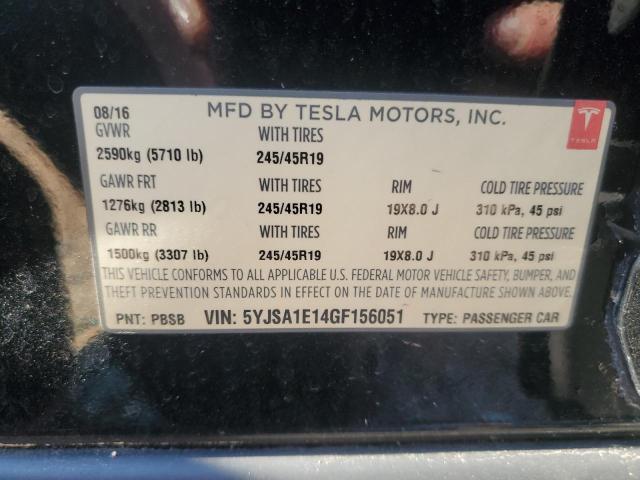 08/16 MFD BY TESLA MOTORS, INC.
GVWR WITH TIRES
2590kg (5710 lb) 245/45R19
GAWR FRT WITH TIRES RIM COLD TIRE PRESSURE
1276kg (2813 lb) 245/45R19 19X8.0 J 310 kPa, 45 psi
GAWR RR WITH TIRES RIM COLD TIRE PRESSURE
1500kg (3307 lb) 245/45R19 19X8.0 J 310 kPa, 45 psi
THIS VEHICLE CONFORMS TO ALL APPLICABLE U.S. FEDERAL MOTOR VEHICLE SAFETY, BUMPER, AND
THEFT PREVENTION STANDARDS IN EFFECT ON THE DATE OF MANUFACTURE SHOWN ABOVE.
PNT: PBSB VIN: 5YJSA1E14GF156051 TYPE: PASSENGER CAR